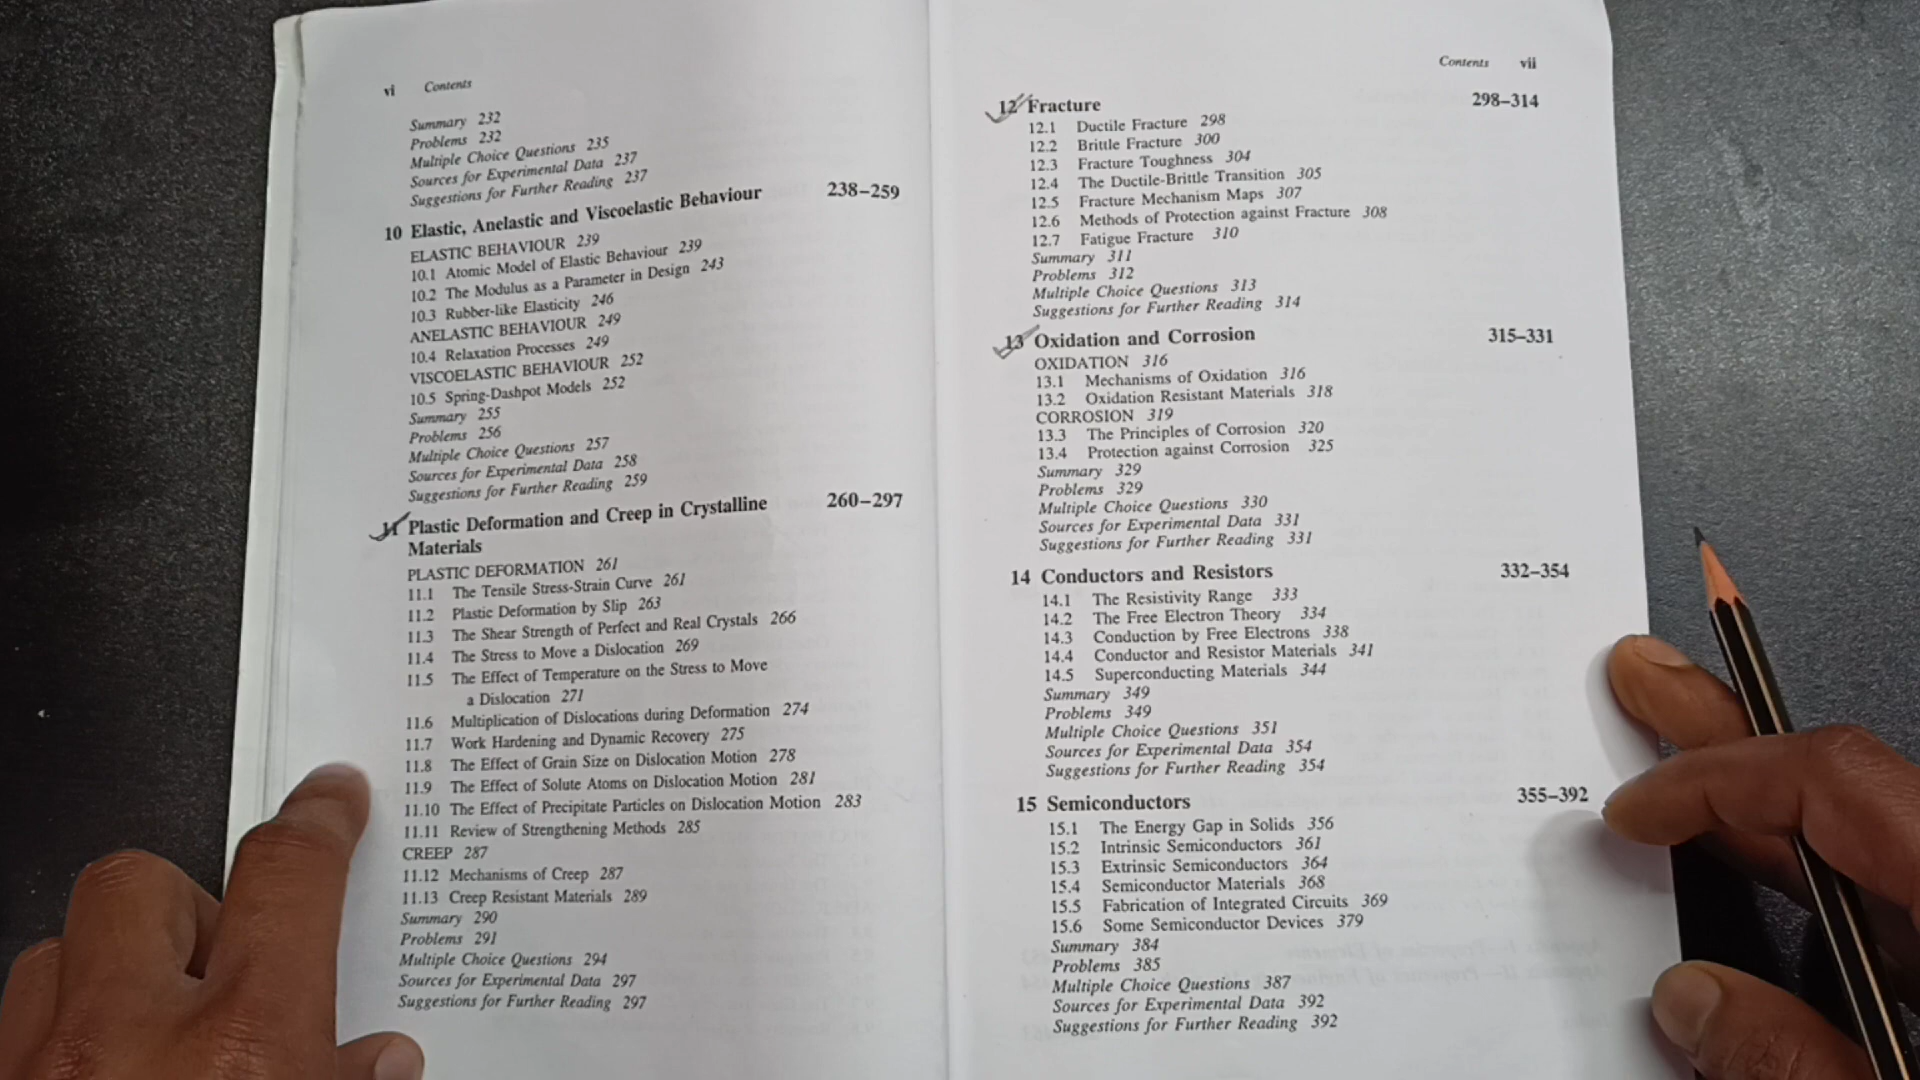 vi Contents
Summary 232
Problems 232
Multiple Choice Questions 235
Sources for Experimental Data 237
Suggestions for Further Reading 237
10 Elastic, Anelastic and Viscoelastic Behaviour 238–259
ELASTIC BEHAVIOUR 239
10.1 Atomic Model of Elastic Behaviour 239
10.2 The Modulus as a Parameter in Design 243
10.3 Rubber-like Elasticity 246
ANELASTIC BEHAVIOUR 249
10.4 Relaxation Processes 249
VISCOELASTIC BEHAVIOUR 252
10.5 Spring-Dashpot Models 252
Summary 255
Problems 256
Multiple Choice Questions 257
Sources for Experimental Data 258
Suggestions for Further Reading 259
11 Plastic Deformation and Creep in Crystalline 260–297
Materials
PLASTIC DEFORMATION 261
11.1 The Tensile Stress-Strain Curve 261
11.2 Plastic Deformation by Slip 263
11.3 The Shear Strength of Perfect and Real Crystals 266
11.4 The Stress to Move a Dislocation 269
11.5 The Effect of Temperature on the Stress to Move
a Dislocation 271
11.6 Multiplication of Dislocations during Deformation 274
11.7 Work Hardening and Dynamic Recovery 275
11.8 The Effect of Grain Size on Dislocation Motion 278
11.9 The Effect of Solute Atoms on Dislocation Motion 281
11.10 The Effect of Precipitate Particles on Dislocation Motion 283
11.11 Review of Strengthening Methods 285
CREEP 287
11.12 Mechanisms of Creep 287
11.13 Creep Resistant Materials 289
Summary 290
Problems 291
Multiple Choice Questions 294
Sources for Experimental Data 297
Suggestions for Further Reading 297
Contents vii
12 Fracture 298–314
12.1 Ductile Fracture 298
12.2 Brittle Fracture 300
12.3 Fracture Toughness 304
12.4 The Ductile-Brittle Transition 305
12.5 Fracture Mechanism Maps 307
12.6 Methods of Protection against Fracture 308
12.7 Fatigue Fracture 310
Summary 311
Problems 312
Multiple Choice Questions 313
Suggestions for Further Reading 314
13 Oxidation and Corrosion 315–331
OXIDATION 316
13.1 Mechanisms of Oxidation 316
13.2 Oxidation Resistant Materials 318
CORROSION 319
13.3 The Principles of Corrosion 320
13.4 Protection against Corrosion 325
Summary 329
Problems 329
Multiple Choice Questions 330
Sources for Experimental Data 331
Suggestions for Further Reading 331
14 Conductors and Resistors 332–354
14.1 The Resistivity Range 333
14.2 The Free Electron Theory 334
14.3 Conduction by Free Electrons 338
14.4 Conductor and Resistor Materials 341
14.5 Superconducting Materials 344
Summary 349
Problems 349
Multiple Choice Questions 351
Sources for Experimental Data 354
Suggestions for Further Reading 354
15 Semiconductors 355–392
15.1 The Energy Gap in Solids 356
15.2 Intrinsic Semiconductors 361
15.3 Extrinsic Semiconductors 364
15.4 Semiconductor Materials 368
15.5 Fabrication of Integrated Circuits 369
15.6 Some Semiconductor Devices 379
Summary 384
Problems 385
Multiple Choice Questions 387
Sources for Experimental Data 392
Suggestions for Further Reading 392